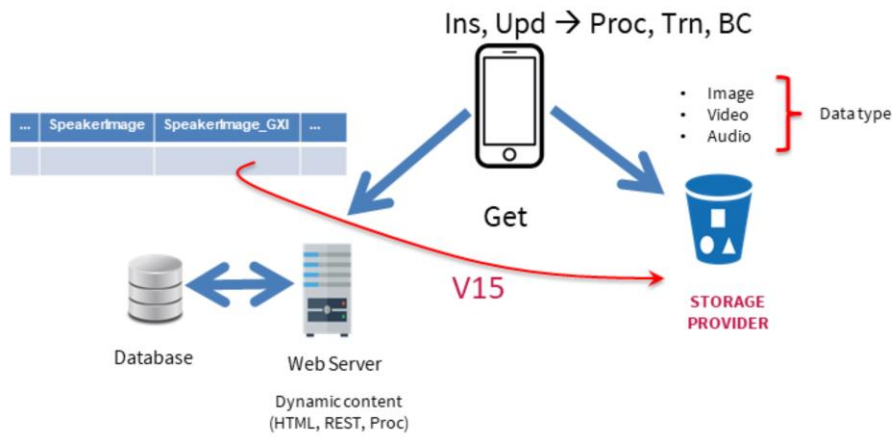 Ins, Upd → Proc, Trn, BC
• Image
• Video
• Audio
Data type
... SpeakerImage SpeakerImage_GXI ...
Get
V15
STORAGE
PROVIDER
Database
Web Server
Dynamic content
(HTML, REST, Proc)